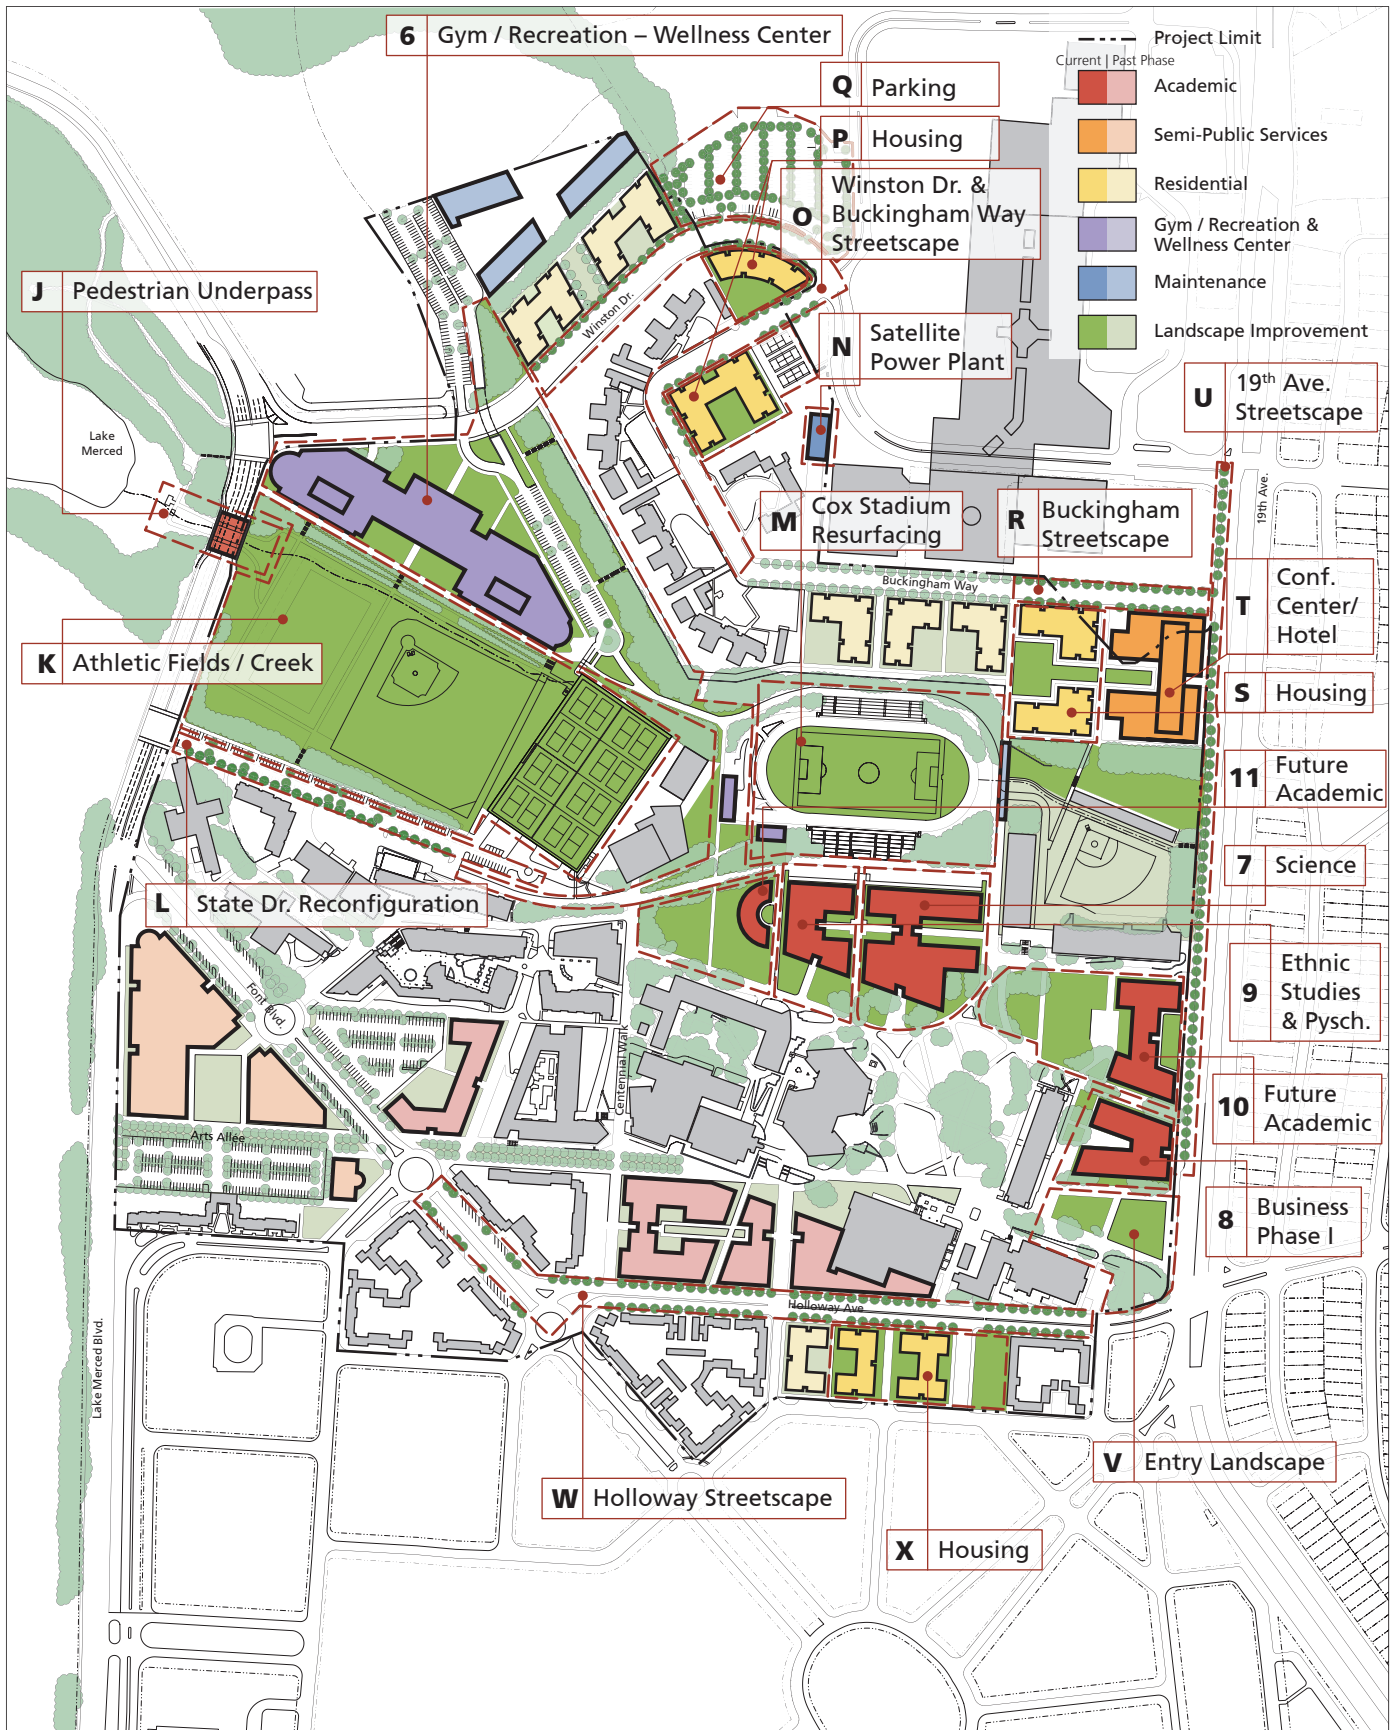 6 Gym / Recreation – Wellness Center
Project Limit
Current | Past Phase
Academic
Semi-Public Services
Residential
Gym / Recreation &
Wellness Center
Maintenance
Landscape Improvement
Q Parking
P Housing
O Winston Dr. &
Buckingham Way
Streetscape
J Pedestrian Underpass
Winston Dr.
N Satellite
Power Plant
U 19th Ave.
Streetscape
Lake
Merced
19th Ave.
M Cox Stadium
Resurfacing
R Buckingham
Streetscape
Buckingham Way
T Conf.
Center/
Hotel
K Athletic Fields / Creek
S Housing
11 Future
Academic
7 Science
L State Dr. Reconfiguration
9 Ethnic
Studies
& Pysch.
Font Blvd.
Centennial Walk
10 Future
Academic
Arts Allée
8 Business
Phase I
Holloway Ave
Lake Merced Blvd.
V Entry Landscape
W Holloway Streetscape
X Housing